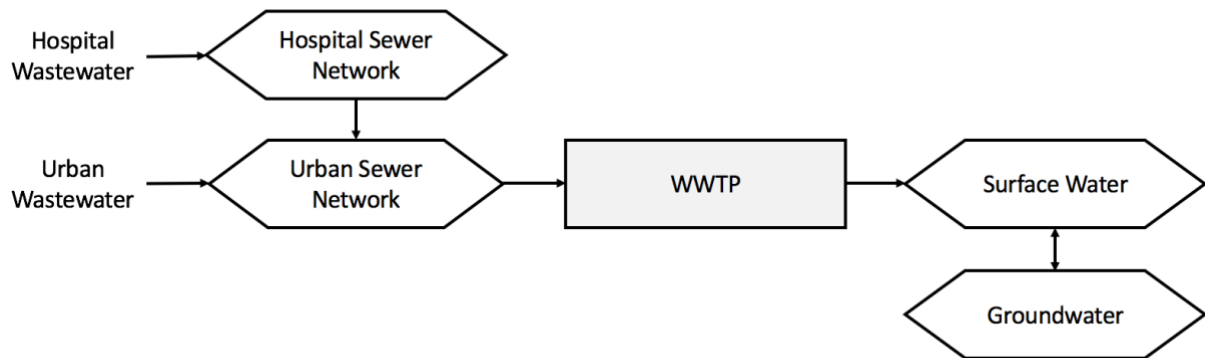 Hospital
Wastewater
Hospital Sewer
Network
Urban
Wastewater
Urban Sewer
Network
WWTP
Surface Water
Groundwater